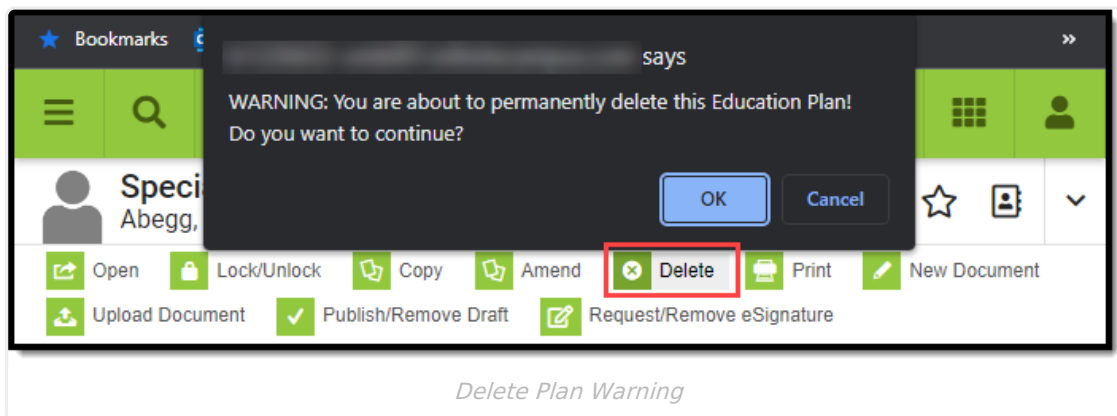 Bookmarks
says
WARNING: You are about to permanently delete this Education Plan!
Do you want to continue?
OK Cancel
Abegg,
Open Lock/Unlock Copy Amend Delete Print New Document
Upload Document Publish/Remove Draft Request/Remove eSignature
Delete Plan Warning